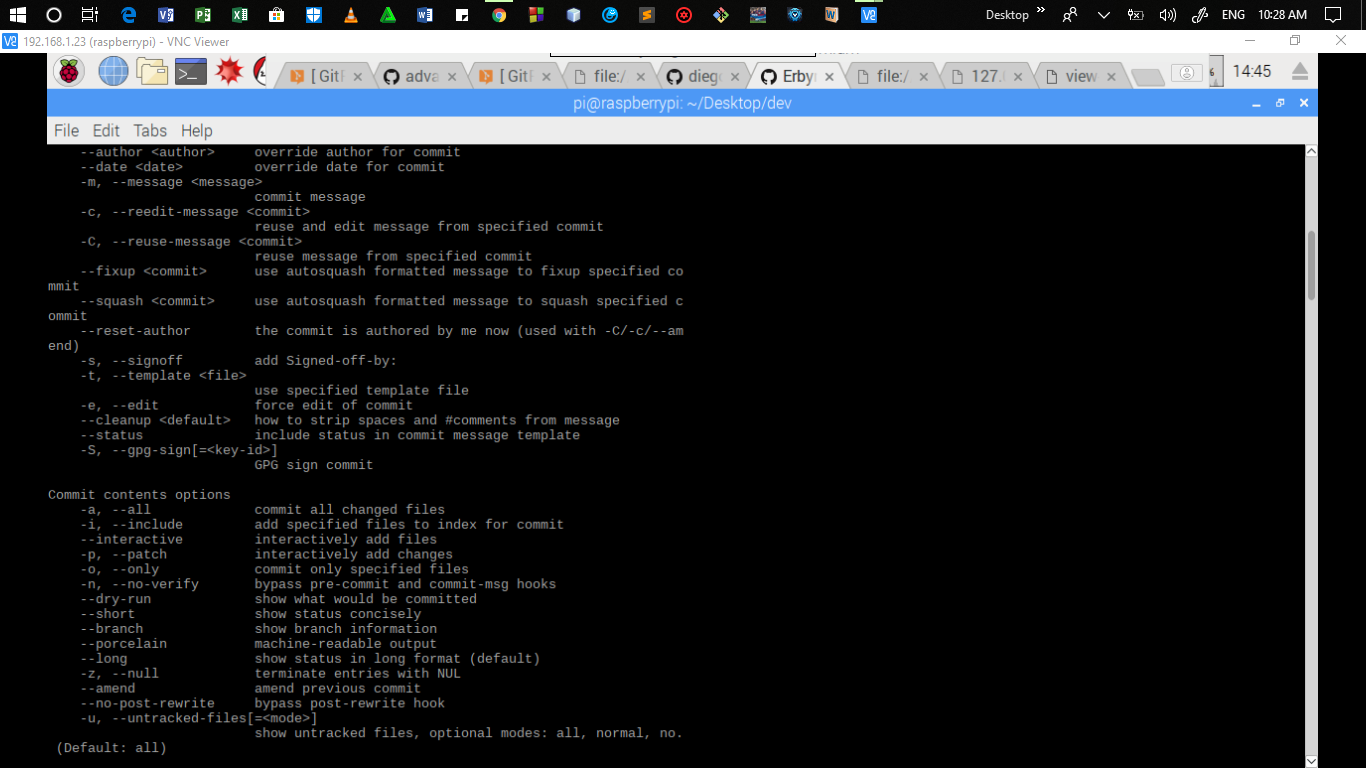 Desktop
ENG
10:28 AM
192.168.1.23 (raspberrypi) - VNC Viewer
[ GitF
adva
[ GitF
file:/
dieg
Erby
file:/
127.
view
14:45
pi@raspberrypi: ~/Desktop/dev
File Edit Tabs Help
--author <author> override author for commit
--date <date> override date for commit
-m, --message <message>
commit message
-c, --reedit-message <commit>
reuse and edit message from specified commit
-C, --reuse-message <commit>
reuse message from specified commit
--fixup <commit> use autosquash formatted message to fixup specified co
mmit
--squash <commit> use autosquash formatted message to squash specified c
ommit
--reset-author the commit is authored by me now (used with -C/-c/--am
end)
-s, --signoff add Signed-off-by:
-t, --template <file>
use specified template file
-e, --edit force edit of commit
--cleanup <default> how to strip spaces and #comments from message
--status include status in commit message template
-S, --gpg-sign[=<key-id>]
GPG sign commit
Commit contents options
-a, --all commit all changed files
-i, --include add specified files to index for commit
--interactive interactively add files
-p, --patch interactively add changes
-o, --only commit only specified files
-n, --no-verify bypass pre-commit and commit-msg hooks
--dry-run show what would be committed
--short show status concisely
--branch show branch information
--porcelain machine-readable output
--long show status in long format (default)
-z, --null terminate entries with NUL
--amend amend previous commit
--no-post-rewrite bypass post-rewrite hook
-u, --untracked-files[=<mode>]
show untracked files, optional modes: all, normal, no.
(Default: all)